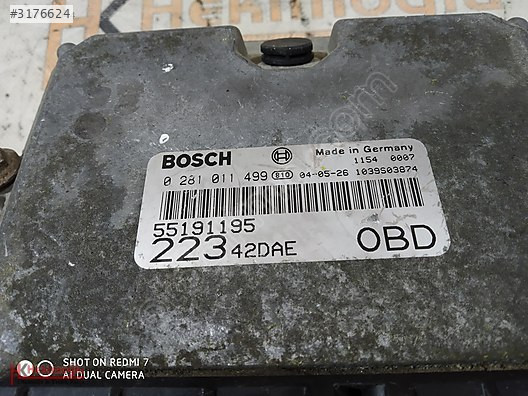 #3176624
BOSCH
Made in Germany
1154 0007
0 281 011 499 B10 04-05-26 1039S03874
55191195
223 42DAE OBD
SHOT ON REDMI 7
AI DUAL CAMERA